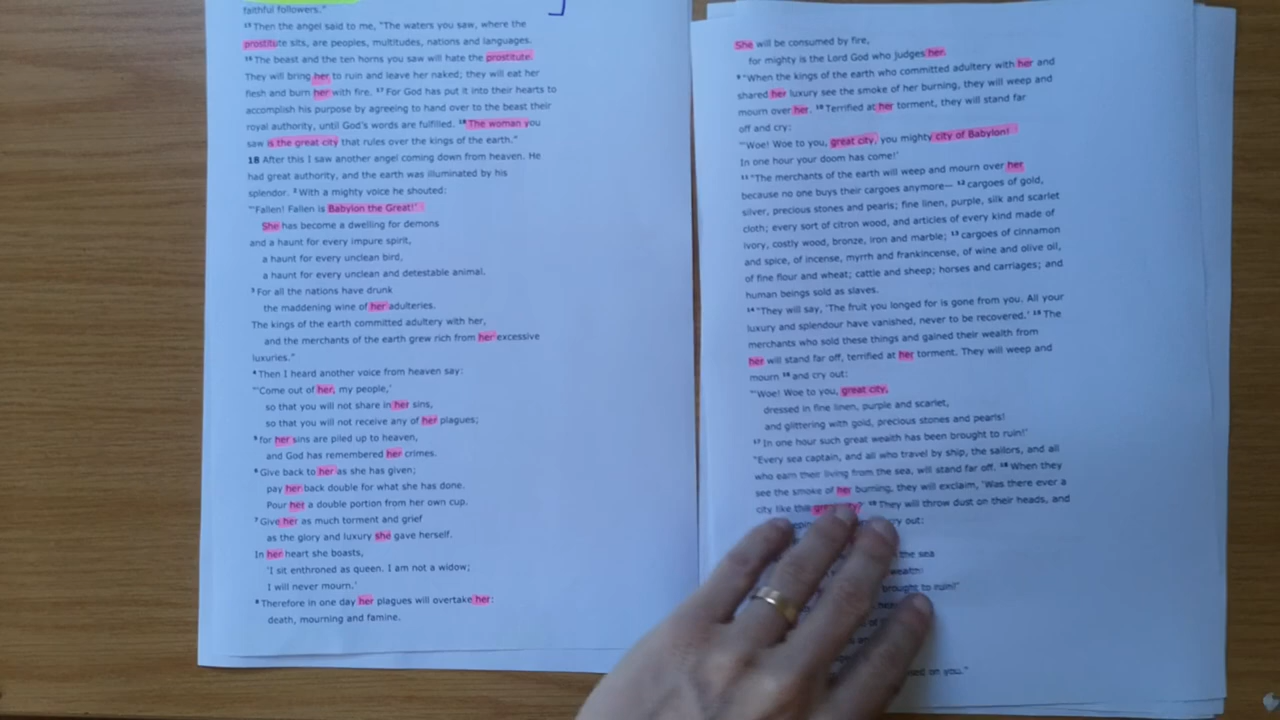 faithful followers."
15 Then the angel said to me, "The waters you saw, where the
prostitute sits, are peoples, multitudes, nations and languages.
16 The beast and the ten horns you saw will hate the prostitute.
They will bring her to ruin and leave her naked; they will eat her
flesh and burn her with fire. 17 For God has put it into their hearts to
accomplish his purpose by agreeing to hand over to the beast their
royal authority, until God's words are fulfilled. 18 The woman you
saw is the great city that rules over the kings of the earth."
18 After this I saw another angel coming down from heaven. He
had great authority, and the earth was illuminated by his
splendor. 2 With a mighty voice he shouted:
"'Fallen! Fallen is Babylon the Great!'
She has become a dwelling for demons
and a haunt for every impure spirit,
a haunt for every unclean bird,
a haunt for every unclean and detestable animal.
3 For all the nations have drunk
the maddening wine of her adulteries.
The kings of the earth committed adultery with her,
and the merchants of the earth grew rich from her excessive
luxuries."
4 Then I heard another voice from heaven say:
"'Come out of her, my people,'
so that you will not share in her sins,
so that you will not receive any of her plagues;
5 for her sins are piled up to heaven,
and God has remembered her crimes.
6 Give back to her as she has given;
pay her back double for what she has done.
Pour her a double portion from her own cup.
7 Give her as much torment and grief
as the glory and luxury she gave herself.
In her heart she boasts,
'I sit enthroned as queen. I am not a widow;
I will never mourn.'
8 Therefore in one day her plagues will overtake her:
death, mourning and famine.
She will be consumed by fire,
for mighty is the Lord God who judges her.
9 "When the kings of the earth who committed adultery with her and
shared her luxury see the smoke of her burning, they will weep and
mourn over her. 10 Terrified at her torment, they will stand far
off and cry:
"'Woe! Woe to you, great city, you mighty city of Babylon!
In one hour your doom has come!'
11 "The merchants of the earth will weep and mourn over her
because no one buys their cargoes anymore— 12 cargoes of gold,
silver, precious stones and pearls; fine linen, purple, silk and scarlet
cloth; every sort of citron wood, and articles of every kind made of
ivory, costly wood, bronze, iron and marble; 13 cargoes of cinnamon
and spice, of incense, myrrh and frankincense, of wine and olive oil,
of fine flour and wheat; cattle and sheep; horses and carriages; and
human beings sold as slaves.
14 "They will say, 'The fruit you longed for is gone from you. All your
luxury and splendour have vanished, never to be recovered.' 15 The
merchants who sold these things and gained their wealth from
her will stand far off, terrified at her torment. They will weep and
mourn 16 and cry out:
"'Woe! Woe to you, great city,
dressed in fine linen, purple and scarlet,
and glittering with gold, precious stones and pearls!
17 In one hour such great wealth has been brought to ruin!'
"Every sea captain, and all who travel by ship, the sailors, and all
who earn their living from the sea, will stand far off. 18 When they
see the smoke of her burning, they will exclaim, 'Was there ever a
city like this great city?' 19 They will throw dust on their heads, and
out:
the sea
wealth!
brought to ruin!'
on you."